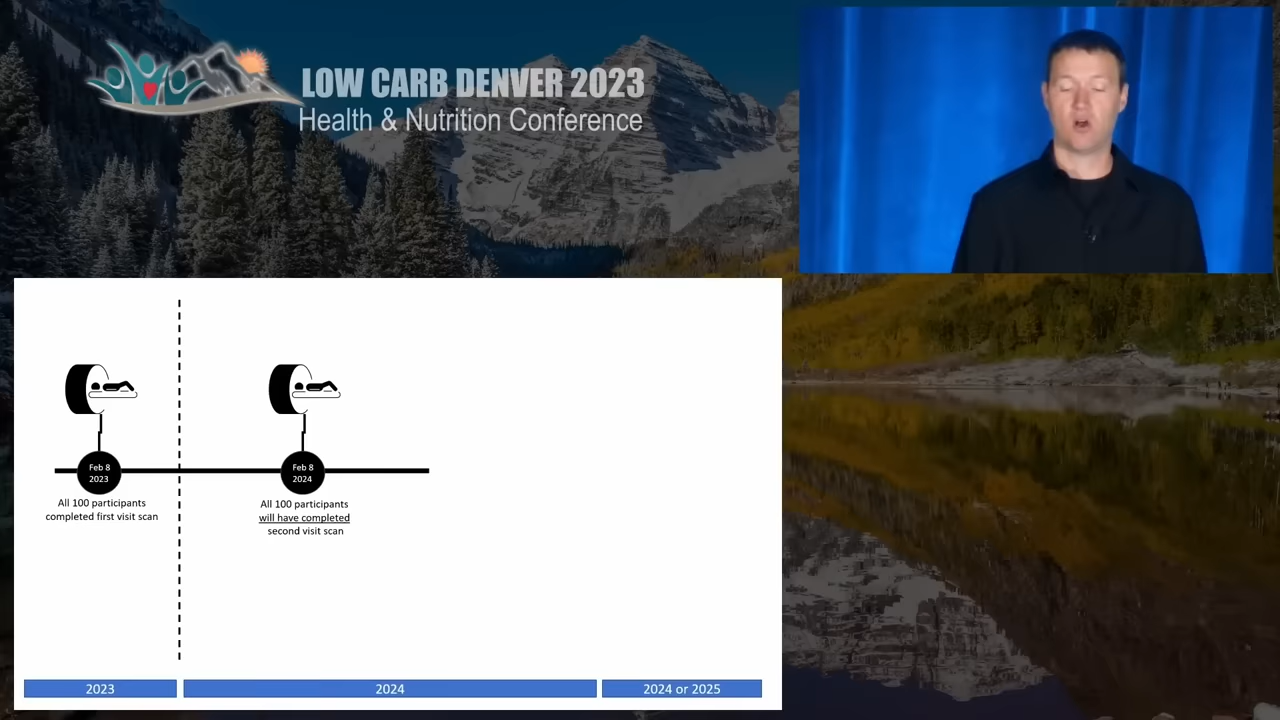 LOW CARB DENVER 2023
Health & Nutrition Conference
Feb 8
2023
All 100 participants
completed first visit scan
Feb 8
2024
All 100 participants
will have completed
second visit scan
2023
2024
2024 or 2025